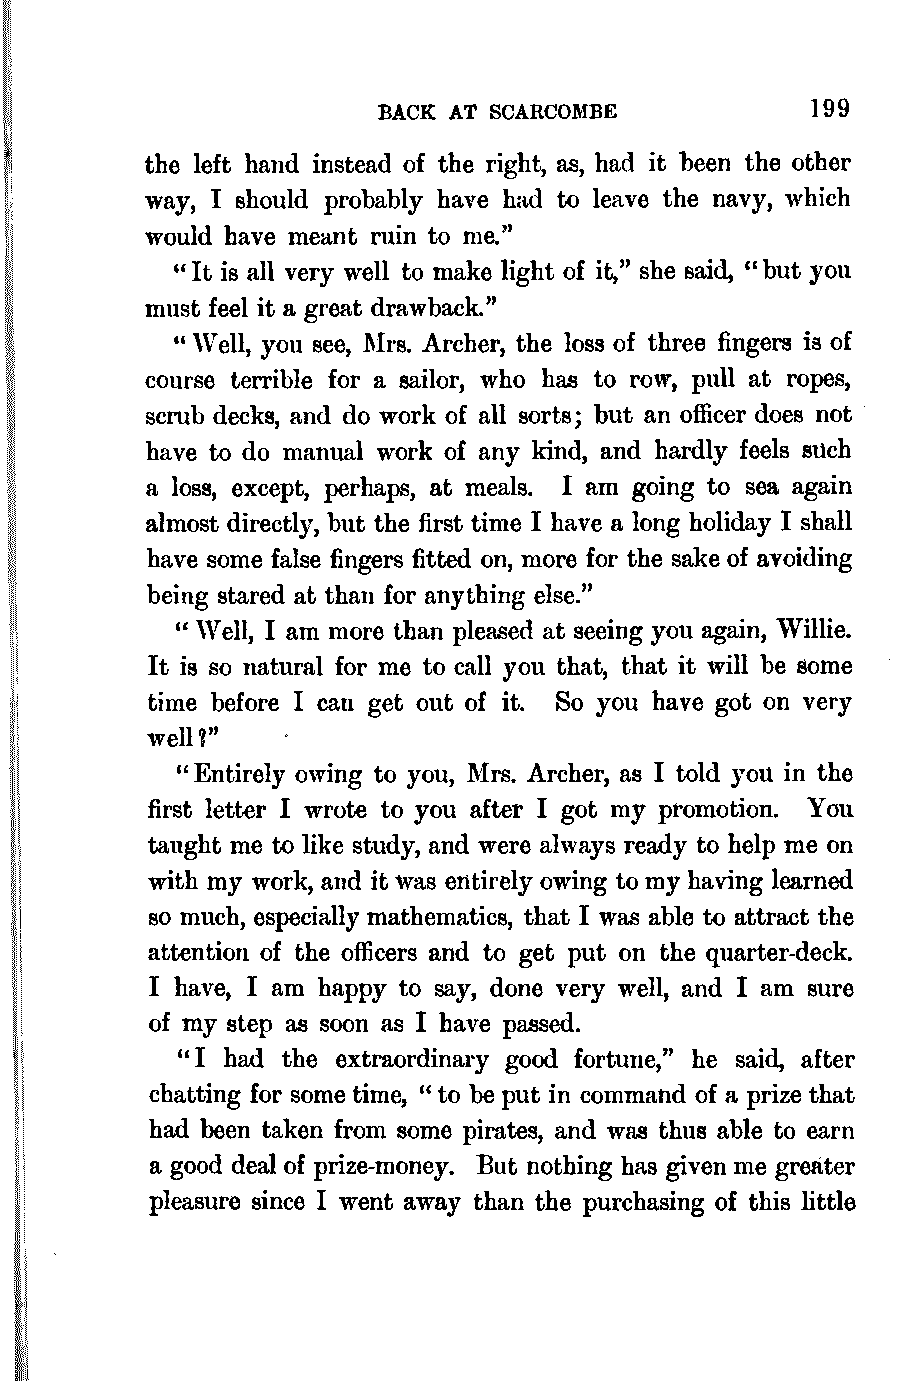 BACK AT SCARCOMBE 199
the left hand instead of the right, as, had it been the other
way, I should probably have had to leave the navy, which
would have meant ruin to me."
"It is all very well to make light of it," she said, "but you
must feel it a great drawback."
"Well, you see, Mrs. Archer, the loss of three fingers is of
course terrible for a sailor, who has to row, pull at ropes,
scrub decks, and do work of all sorts; but an officer does not
have to do manual work of any kind, and hardly feels such
a loss, except, perhaps, at meals. I am going to sea again
almost directly, but the first time I have a long holiday I shall
have some false fingers fitted on, more for the sake of avoiding
being stared at than for anything else."
"Well, I am more than pleased at seeing you again, Willie.
It is so natural for me to call you that, that it will be some
time before I can get out of it. So you have got on very
well?"
"Entirely owing to you, Mrs. Archer, as I told you in the
first letter I wrote to you after I got my promotion. You
taught me to like study, and were always ready to help me on
with my work, and it was entirely owing to my having learned
so much, especially mathematics, that I was able to attract the
attention of the officers and to get put on the quarter-deck.
I have, I am happy to say, done very well, and I am sure
of my step as soon as I have passed.
"I had the extraordinary good fortune," he said, after
chatting for some time, "to be put in command of a prize that
had been taken from some pirates, and was thus able to earn
a good deal of prize-money. But nothing has given me greater
pleasure since I went away than the purchasing of this little